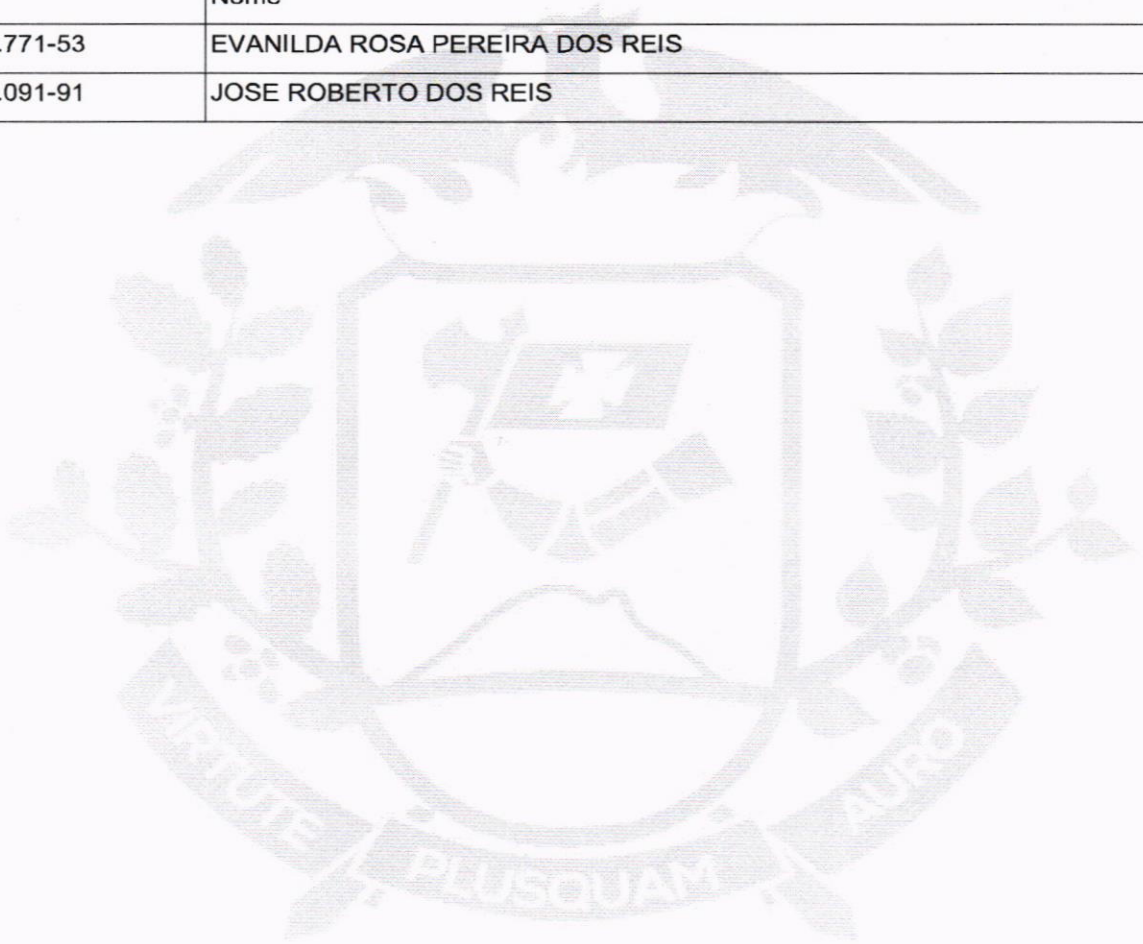 Nome
.771-53 EVANILDA ROSA PEREIRA DOS REIS
.091-91 JOSE ROBERTO DOS REIS
VIRTUTE PLUSQUAM AURO